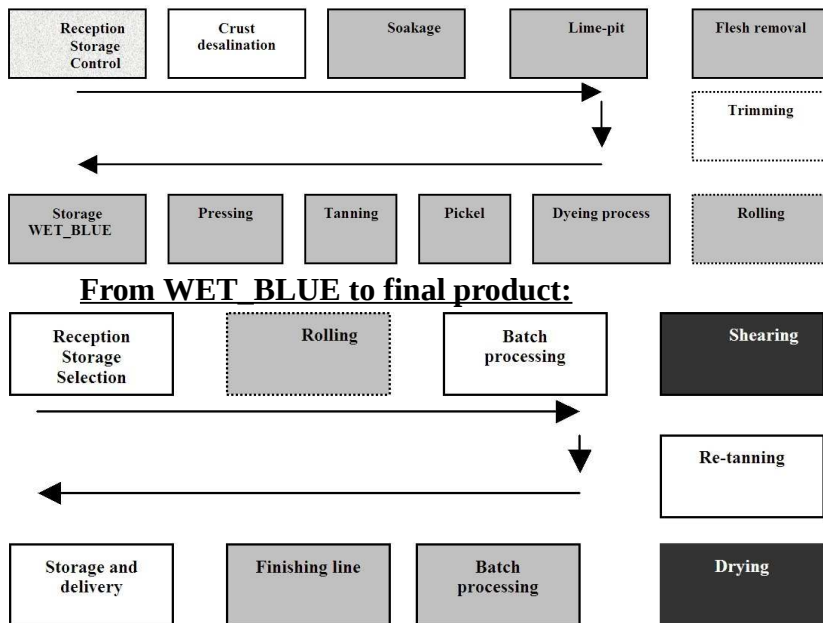 Reception
Storage
Control
Crust
desalination
Soakage
Lime-pit
Flesh removal
Trimming
Storage
WET_BLUE
Pressing
Tanning
Pickel
Dyeing process
Rolling
From WET_BLUE to final product:
Reception
Storage
Selection
Rolling
Batch
processing
Shearing
Re-tanning
Storage and
delivery
Finishing line
Batch
processing
Drying